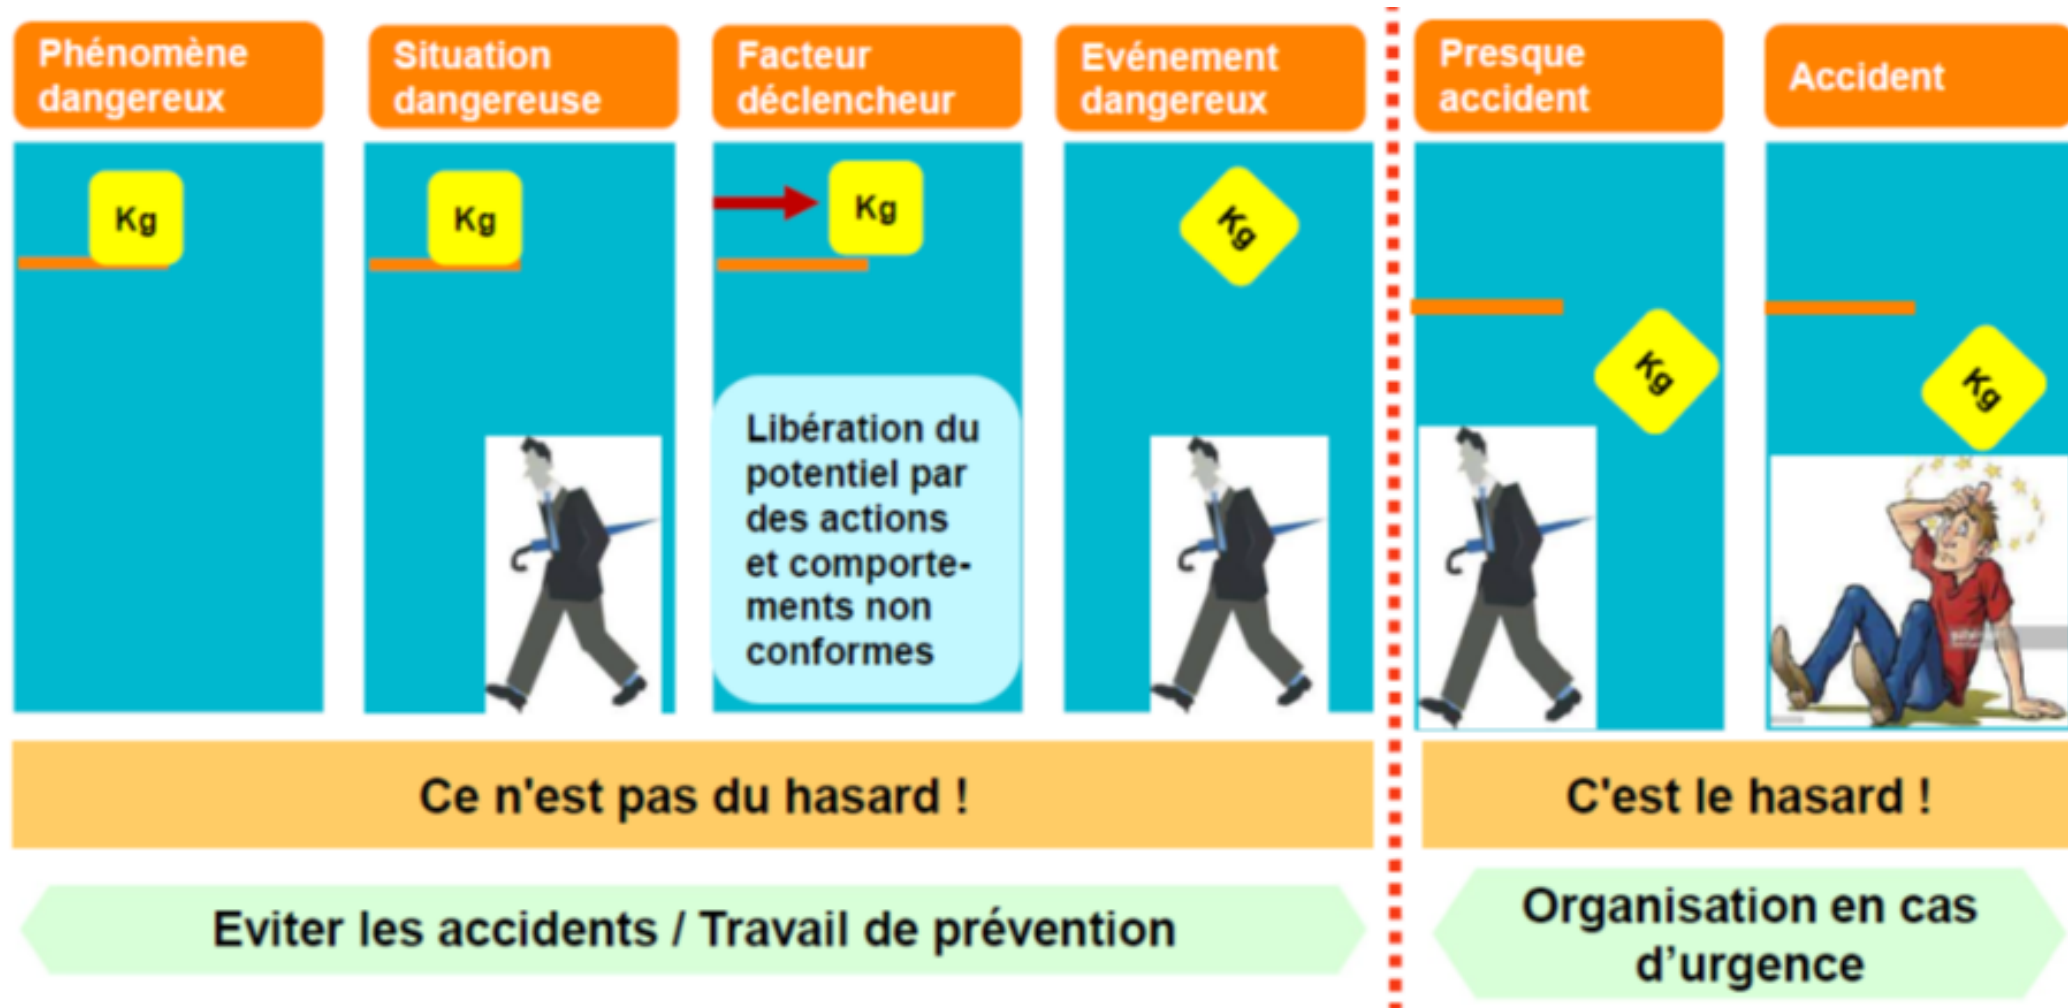 Phénomène
dangereux
Situation
dangereuse
Facteur
déclencheur
Evénement
dangereux
Presque
accident
Accident
Kg
Kg
Kg
Kg
Kg
Kg
Libération du
potentiel par
des actions
et comporte-
ments non
conformes
Ce n'est pas du hasard !
C'est le hasard !
Eviter les accidents / Travail de prévention
Organisation en cas
d’urgence